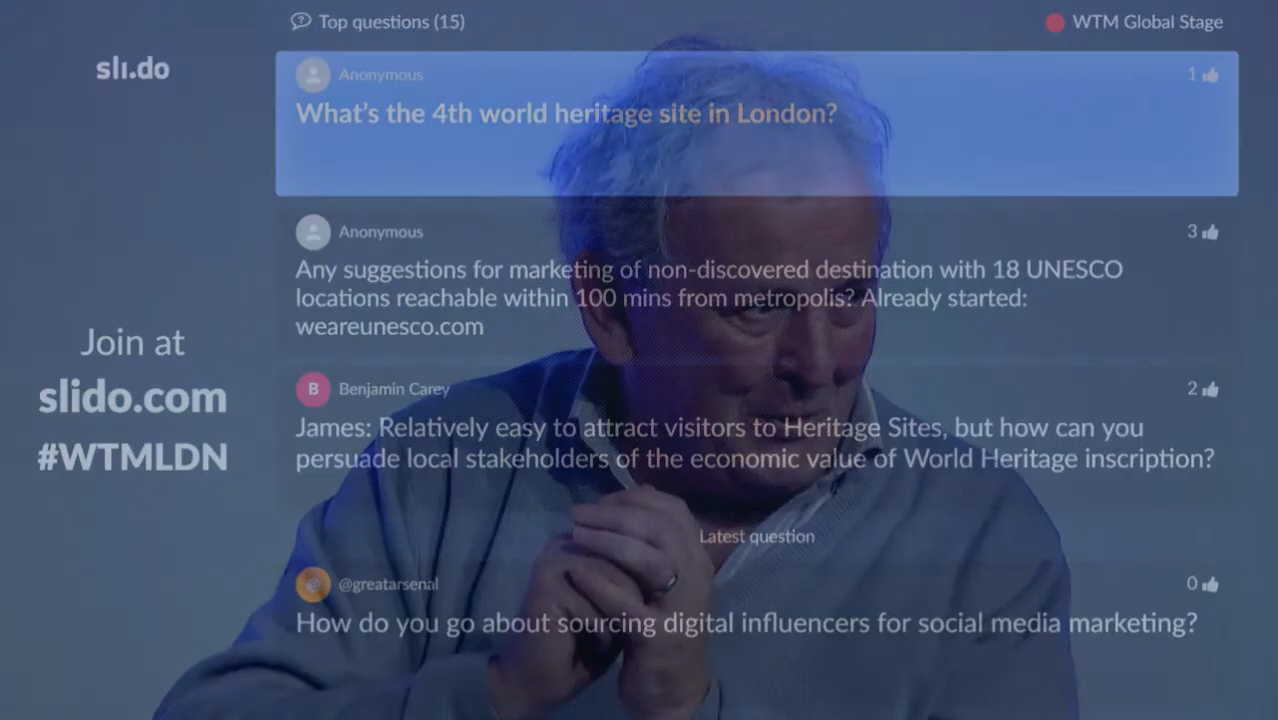 Top questions (15)
WTM Global Stage
sli.do
Anonymous
1
What's the 4th world heritage site in London?
Anonymous
3
Any suggestions for marketing of non-discovered destination with 18 UNESCO
locations reachable within 100 mins from metropolis? Already started:
weareunesco.com
Join at
slido.com
#WTMLDN
B
Benjamin Carey
2
James: Relatively easy to attract visitors to Heritage Sites, but how can you
persuade local stakeholders of the economic value of World Heritage inscription?
Latest question
@
@greatarsenal
0
How do you go about sourcing digital influencers for social media marketing?